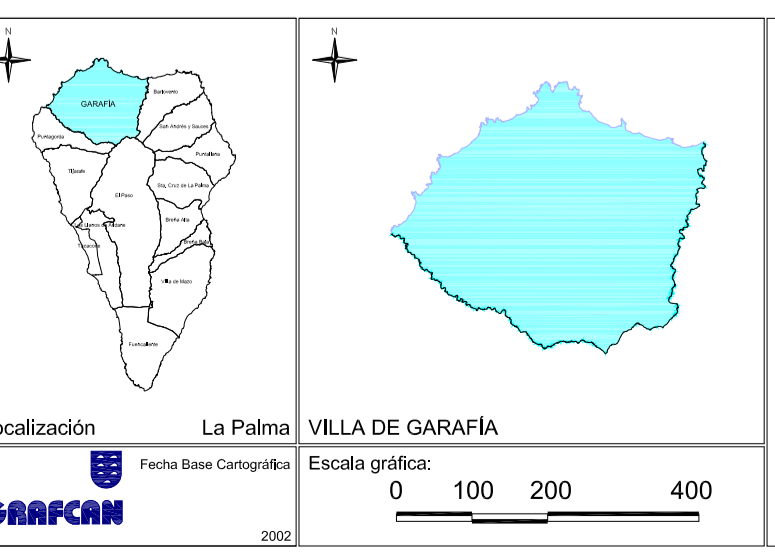 N
GARAFÍA
Barlovento
San Andrés y Sauces
Puntagorda
Puntallana
Tijarafe
Sta. Cruz de La Palma
El Paso
Breña Alta
Los Llanos de Aridane
Breña Baja
Tazacorte
Villa de Mazo
Fuencaliente
ocalización La Palma
N
VILLA DE GARAFÍA
GRAFCAN
Fecha Base Cartográfica
2002
Escala gráfica:
0 100 200 400